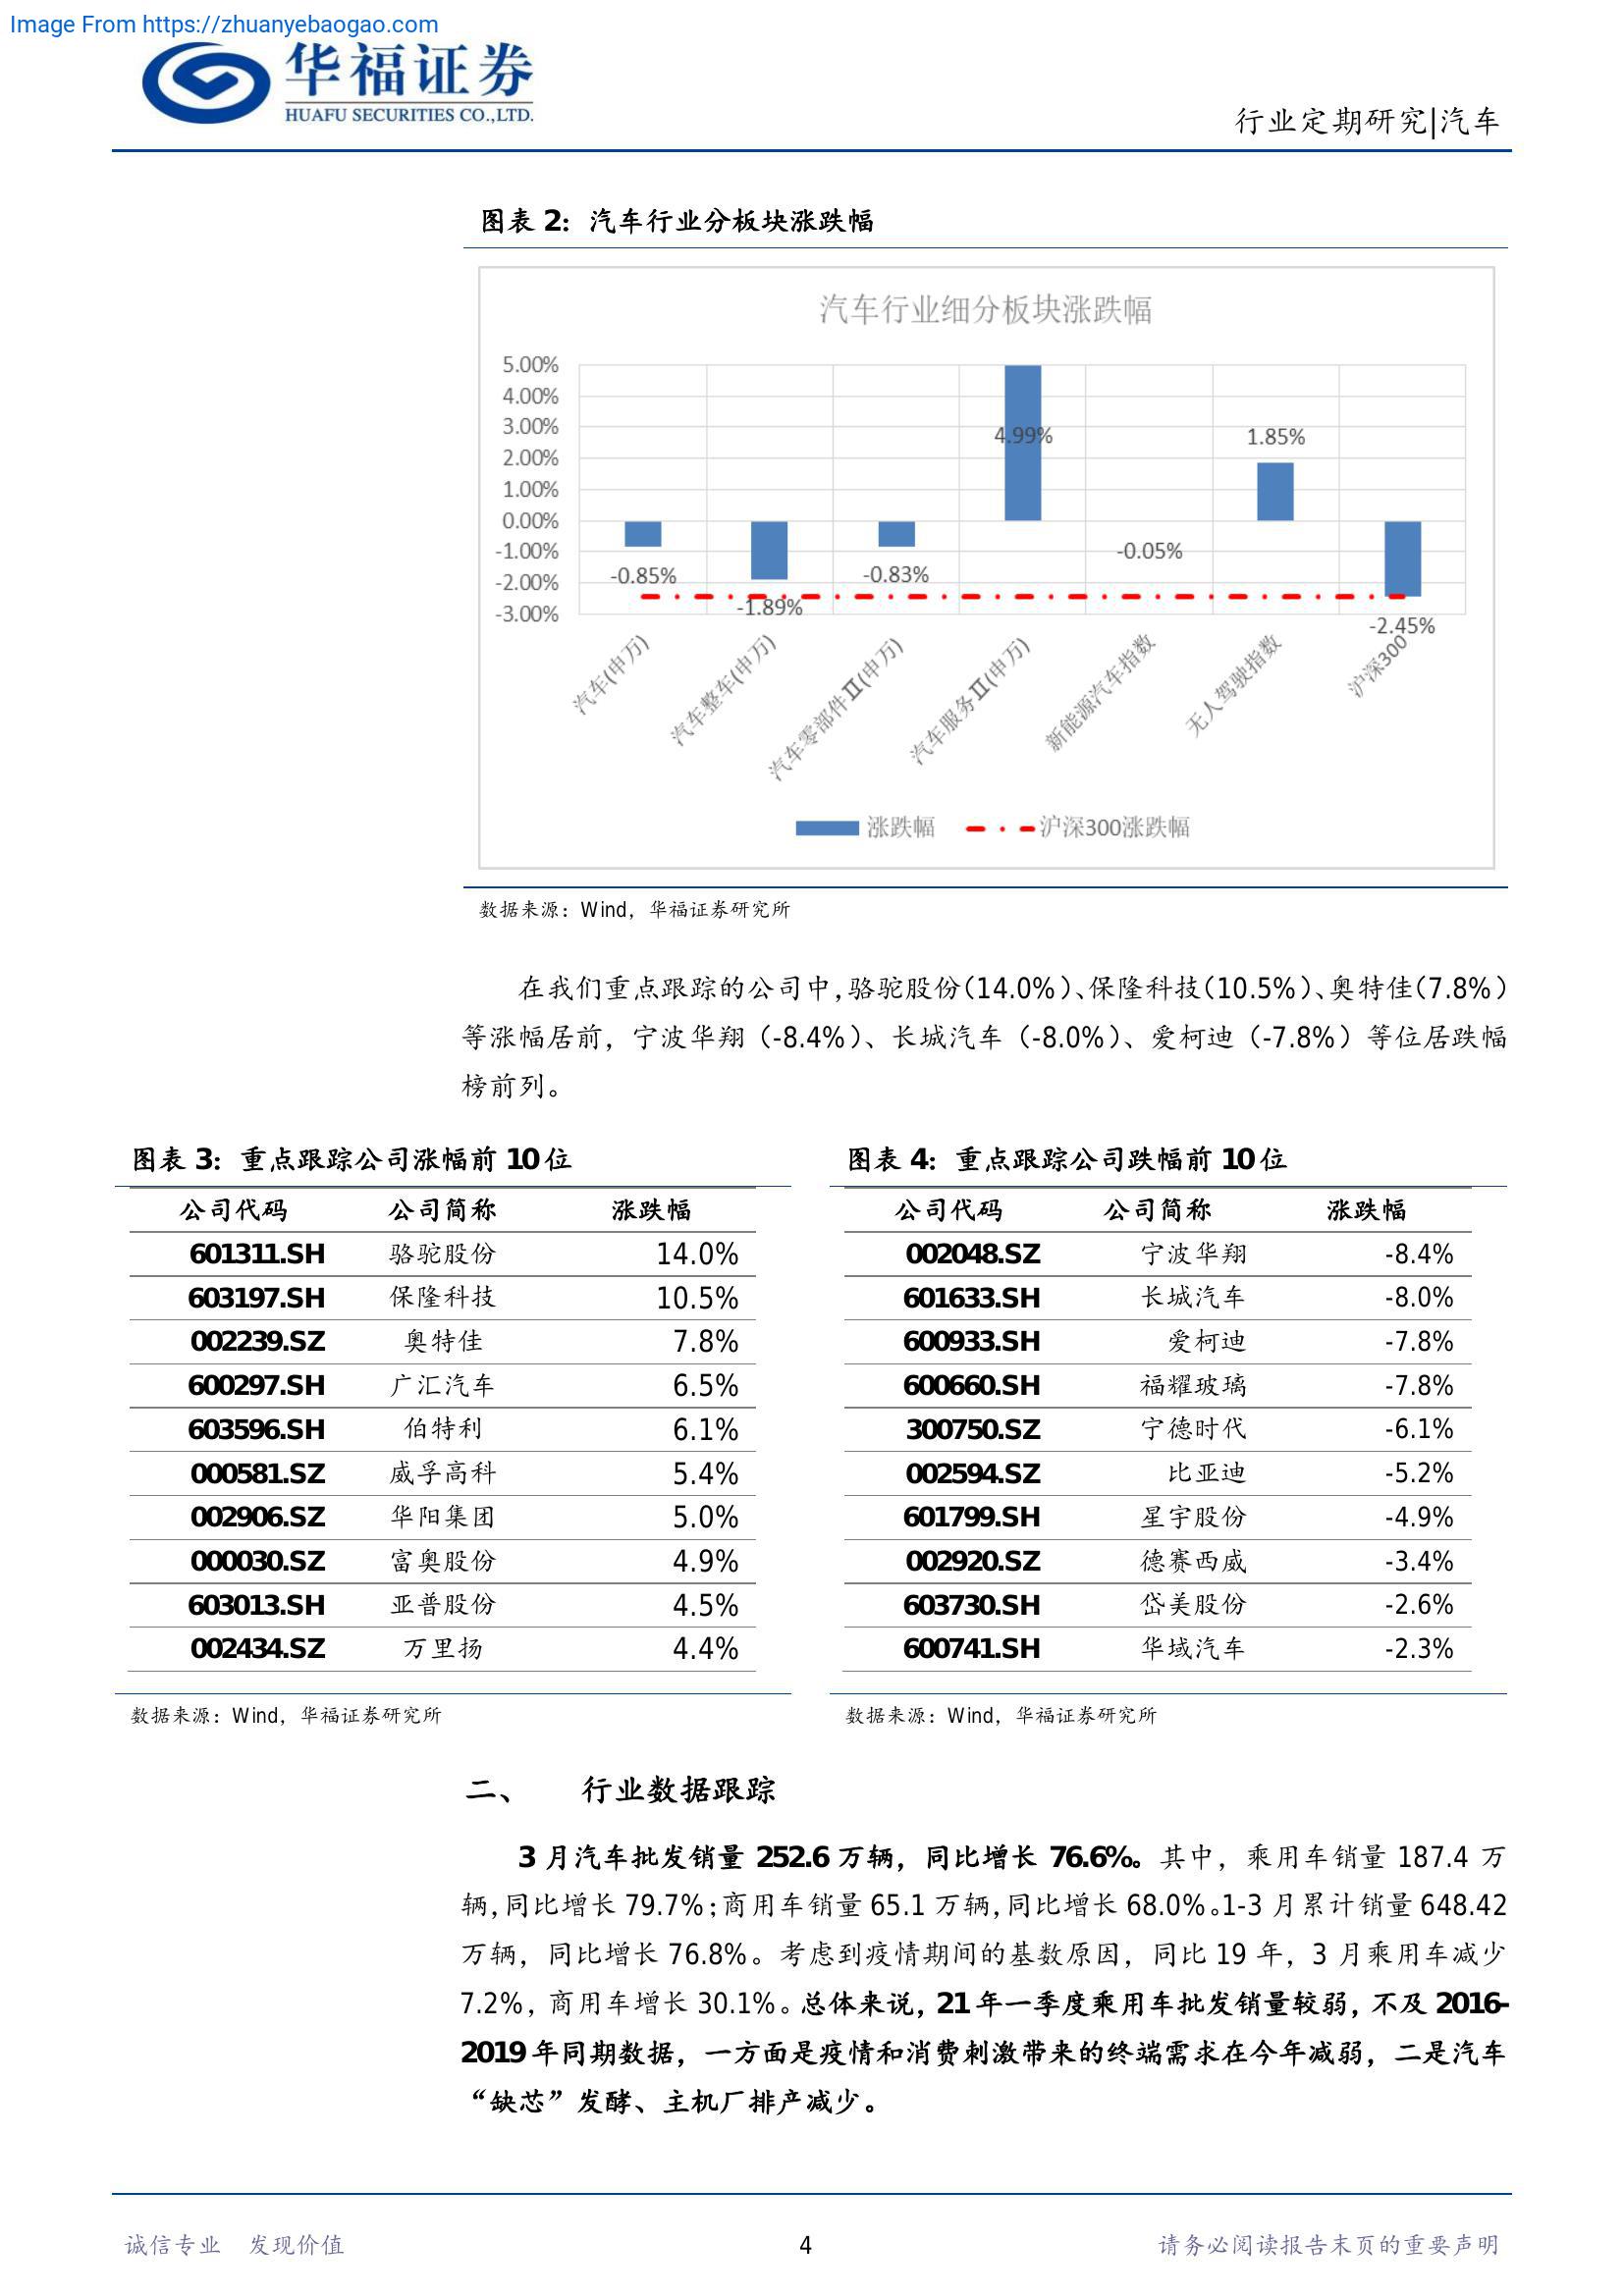 Image From https://zhuanyebaogao.com
华福证券
HUAFU SECURITIES CO.,LTD.
行业定期研究|汽车
图表 2：汽车行业分板块涨跌幅
汽车行业细分板块涨跌幅
5.00%
4.00%
3.00%
2.00%
1.00%
0.00%
-1.00%
-2.00%
-3.00%
-0.85%
-1.89%
-0.83%
4.99%
-0.05%
1.85%
-2.45%
汽车(申万)
汽车整车(申万)
汽车零部件Ⅱ(申万)
汽车服务Ⅱ(申万)
新能源汽车指数
无人驾驶指数
沪深300
涨跌幅 沪深300涨跌幅
数据来源：Wind，华福证券研究所
在我们重点跟踪的公司中，骆驼股份（14.0%）、保隆科技（10.5%）、奥特佳（7.8%）
等涨幅居前，宁波华翔（-8.4%）、长城汽车（-8.0%）、爱柯迪（-7.8%）等位居跌幅
榜前列。
图表 3：重点跟踪公司涨幅前 10 位
公司代码 公司简称 涨跌幅
601311.SH 骆驼股份 14.0%
603197.SH 保隆科技 10.5%
002239.SZ 奥特佳 7.8%
600297.SH 广汇汽车 6.5%
603596.SH 伯特利 6.1%
000581.SZ 威孚高科 5.4%
002906.SZ 华阳集团 5.0%
000030.SZ 富奥股份 4.9%
603013.SH 亚普股份 4.5%
002434.SZ 万里扬 4.4%
数据来源：Wind，华福证券研究所
图表 4：重点跟踪公司跌幅前 10 位
公司代码 公司简称 涨跌幅
002048.SZ 宁波华翔 -8.4%
601633.SH 长城汽车 -8.0%
600933.SH 爱柯迪 -7.8%
600660.SH 福耀玻璃 -7.8%
300750.SZ 宁德时代 -6.1%
002594.SZ 比亚迪 -5.2%
601799.SH 星宇股份 -4.9%
002920.SZ 德赛西威 -3.4%
603730.SH 岱美股份 -2.6%
600741.SH 华域汽车 -2.3%
数据来源：Wind，华福证券研究所
二、 行业数据跟踪
3 月汽车批发销量 252.6 万辆，同比增长 76.6%。其中，乘用车销量 187.4 万
辆，同比增长 79.7%；商用车销量 65.1 万辆，同比增长 68.0%。1-3 月累计销量 648.42
万辆，同比增长 76.8%。考虑到疫情期间的基数原因，同比 19 年，3 月乘用车减少
7.2%，商用车增长 30.1%。总体来说，21 年一季度乘用车批发销量较弱，不及 2016-
2019 年同期数据，一方面是疫情和消费刺激带来的终端需求在今年减弱，二是汽车
“缺芯”发酵、主机厂排产减少。
诚信专业 发现价值 4 请务必阅读报告末页的重要声明